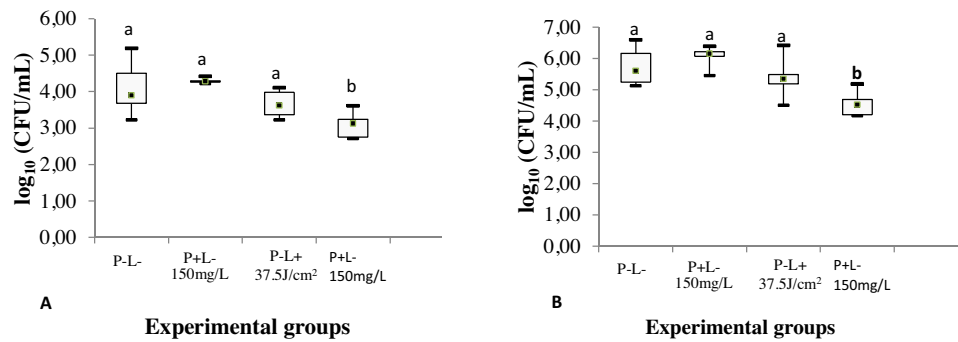 6,00
5,00
4,00
3,00
2,00
1,00
0,00
log₁₀ (CFU/mL)
a
a
a
b
P-L-
P+L-
150mg/L
P-L+
37.5J/cm²
P+L-
150mg/L
A
Experimental groups
7,00
6,00
5,00
4,00
3,00
2,00
1,00
0,00
log₁₀ (CFU/mL)
a
a
a
b
P-L-
P+L-
150mg/L
P-L+
37.5J/cm²
P+L-
150mg/L
B
Experimental groups